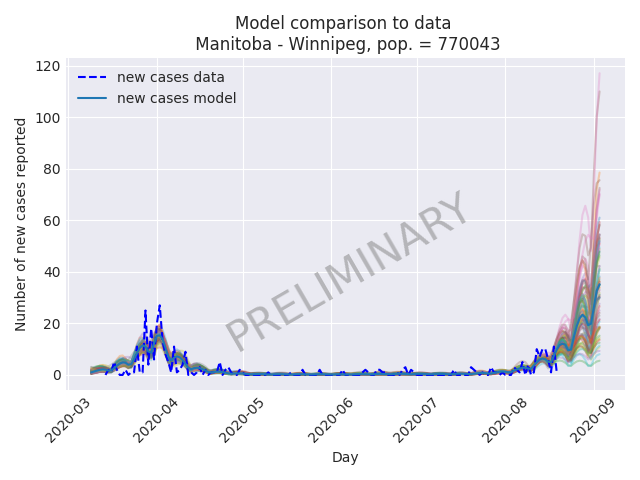 Model comparison to data
Manitoba - Winnipeg, pop. = 770043
new cases data
new cases model
PRELIMINARY
Number of new cases reported
120
100
80
60
40
20
0
2020-03
2020-04
2020-05
2020-06
2020-07
2020-08
2020-09
Day